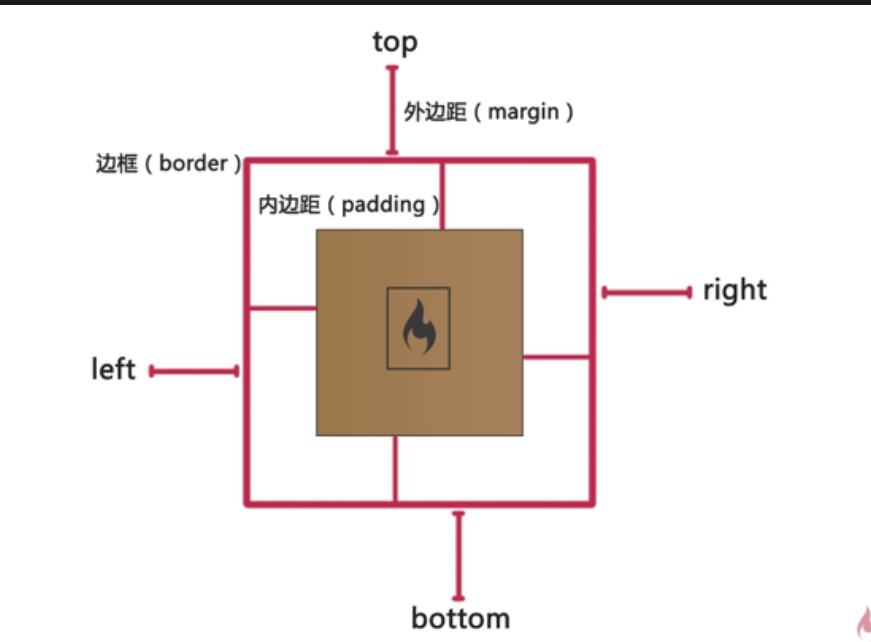 top
外边距 ( margin )
边框 ( border )
内边距 ( padding )
right
left
bottom